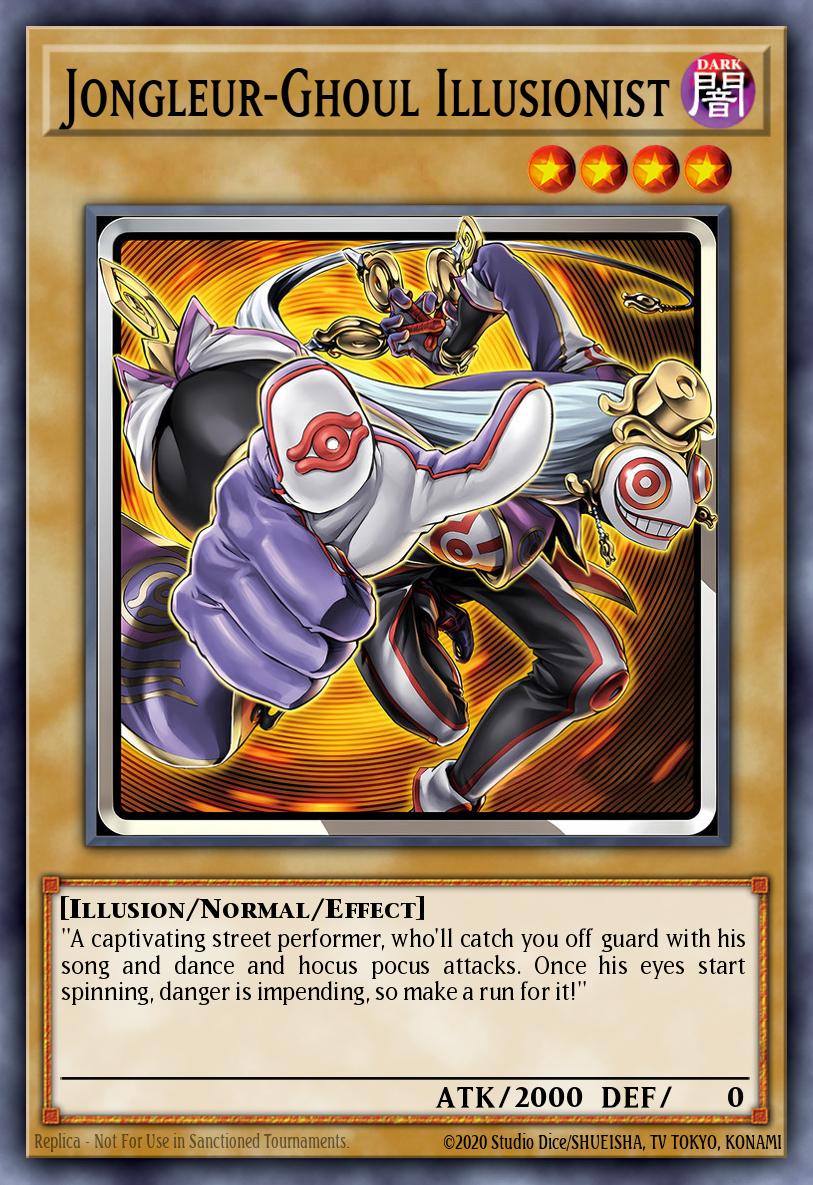 Jongleur-Ghoul Illusionist
DARK
闇
[Illusion/Normal/Effect]
"A captivating street performer, who'll catch you off guard with his
song and dance and hocus pocus attacks. Once his eyes start
spinning, danger is impending, so make a run for it!"
ATK/2000 DEF/ 0
Replica - Not For Use in Sanctioned Tournaments.
©2020 Studio Dice/SHUEISHA, TV TOKYO, KONAMI